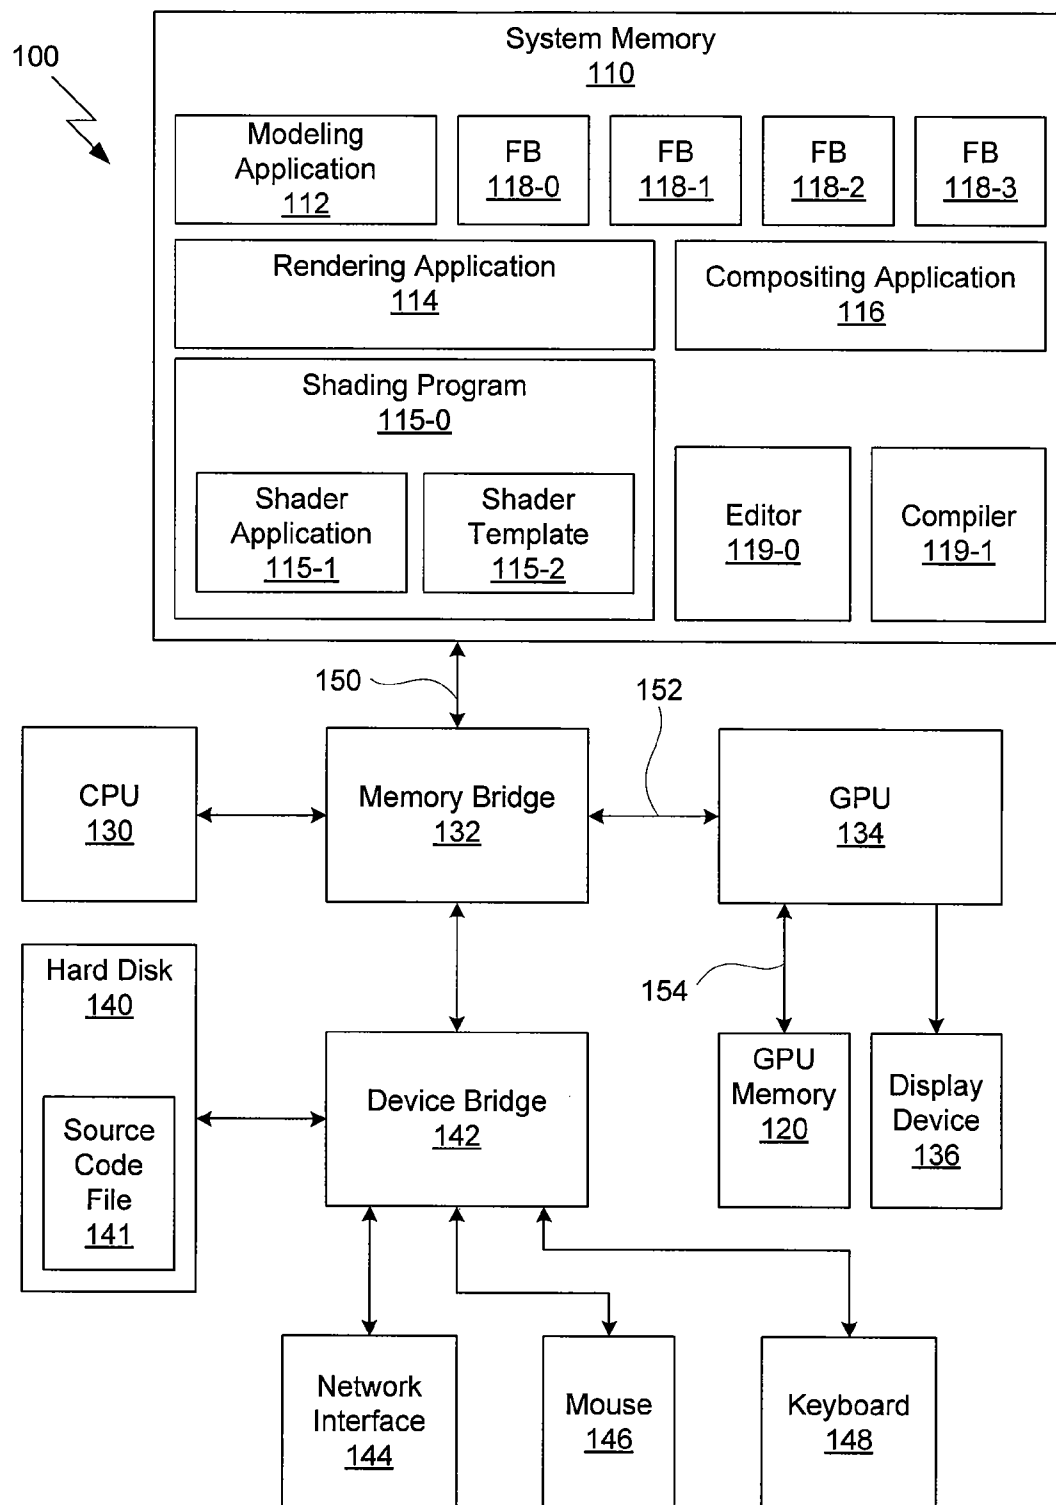 100
System Memory
110
Modeling
Application
112
FB
118-0
FB
118-1
FB
118-2
FB
118-3
Rendering Application
114
Compositing Application
116
Shading Program
115-0
Shader
Application
115-1
Shader
Template
115-2
Editor
119-0
Compiler
119-1
150
152
CPU
130
Memory Bridge
132
GPU
134
154
Hard Disk
140
Source
Code
File
141
Device Bridge
142
GPU
Memory
120
Display
Device
136
Network
Interface
144
Mouse
146
Keyboard
148